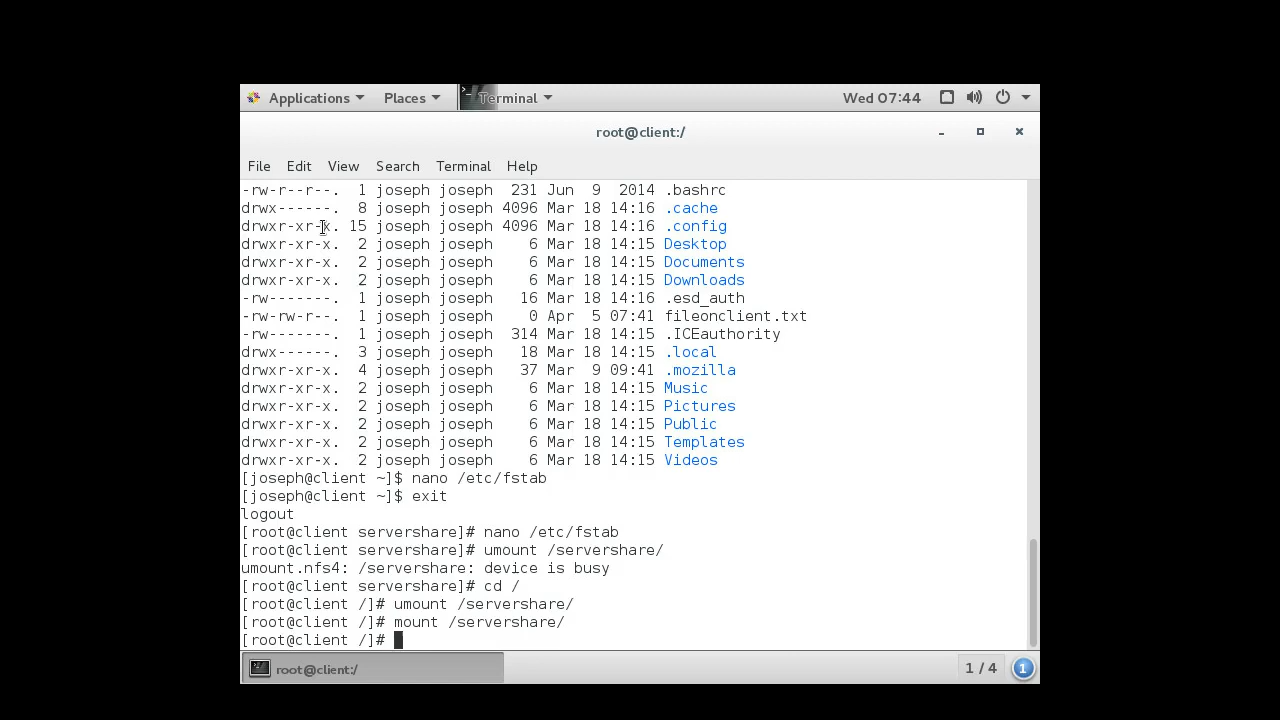 Applications Places Terminal Wed 07:44
root@client:/
File Edit View Search Terminal Help
-rw-r--r--. 1 joseph joseph 231 Jun 9 2014 .bashrc
drwx------. 8 joseph joseph 4096 Mar 18 14:16 .cache
drwxr-xr-x. 15 joseph joseph 4096 Mar 18 14:16 .config
drwxr-xr-x. 2 joseph joseph 6 Mar 18 14:15 Desktop
drwxr-xr-x. 2 joseph joseph 6 Mar 18 14:15 Documents
drwxr-xr-x. 2 joseph joseph 6 Mar 18 14:15 Downloads
-rw-------. 1 joseph joseph 16 Mar 18 14:16 .esd_auth
-rw-rw-r--. 1 joseph joseph 0 Apr 5 07:41 fileonclient.txt
-rw-------. 1 joseph joseph 314 Mar 18 14:15 .ICEauthority
drwx------. 3 joseph joseph 18 Mar 18 14:15 .local
drwxr-xr-x. 4 joseph joseph 37 Mar 9 09:41 .mozilla
drwxr-xr-x. 2 joseph joseph 6 Mar 18 14:15 Music
drwxr-xr-x. 2 joseph joseph 6 Mar 18 14:15 Pictures
drwxr-xr-x. 2 joseph joseph 6 Mar 18 14:15 Public
drwxr-xr-x. 2 joseph joseph 6 Mar 18 14:15 Templates
drwxr-xr-x. 2 joseph joseph 6 Mar 18 14:15 Videos
[joseph@client ~]$ nano /etc/fstab
[joseph@client ~]$ exit
logout
[root@client servershare]# nano /etc/fstab
[root@client servershare]# umount /servershare/
umount.nfs4: /servershare: device is busy
[root@client servershare]# cd /
[root@client /]# umount /servershare/
[root@client /]# mount /servershare/
[root@client /]#
root@client:/ 1 / 4 1